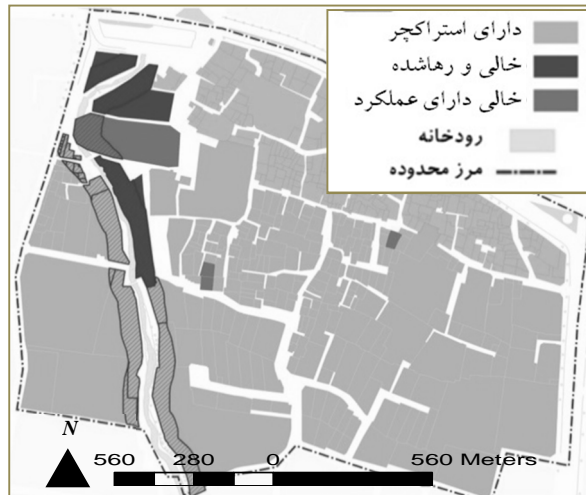 دارای استراکچر
خالی و رهاشده
خالی دارای عملکرد
رودخانه
مرز محدوده
N
560 280 0 560 Meters